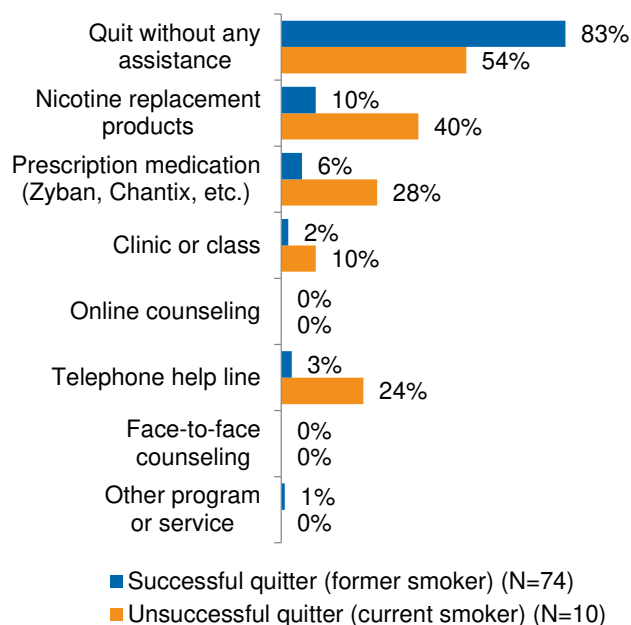 Quit without any
assistance
83%
54%
Nicotine replacement
products
10%
40%
Prescription medication
(Zyban, Chantix, etc.)
6%
28%
Clinic or class
2%
10%
Online counseling
0%
0%
Telephone help line
3%
24%
Face-to-face
counseling
0%
0%
Other program
or service
1%
0%
Successful quitter (former smoker) (N=74)
Unsuccessful quitter (current smoker) (N=10)